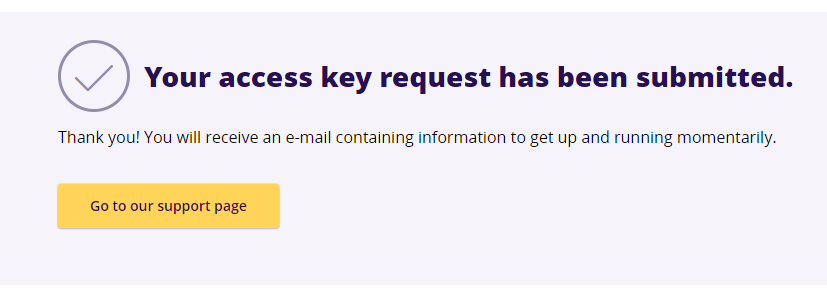 Your access key request has been submitted.
Thank you! You will receive an e-mail containing information to get up and running momentarily.
Go to our support page